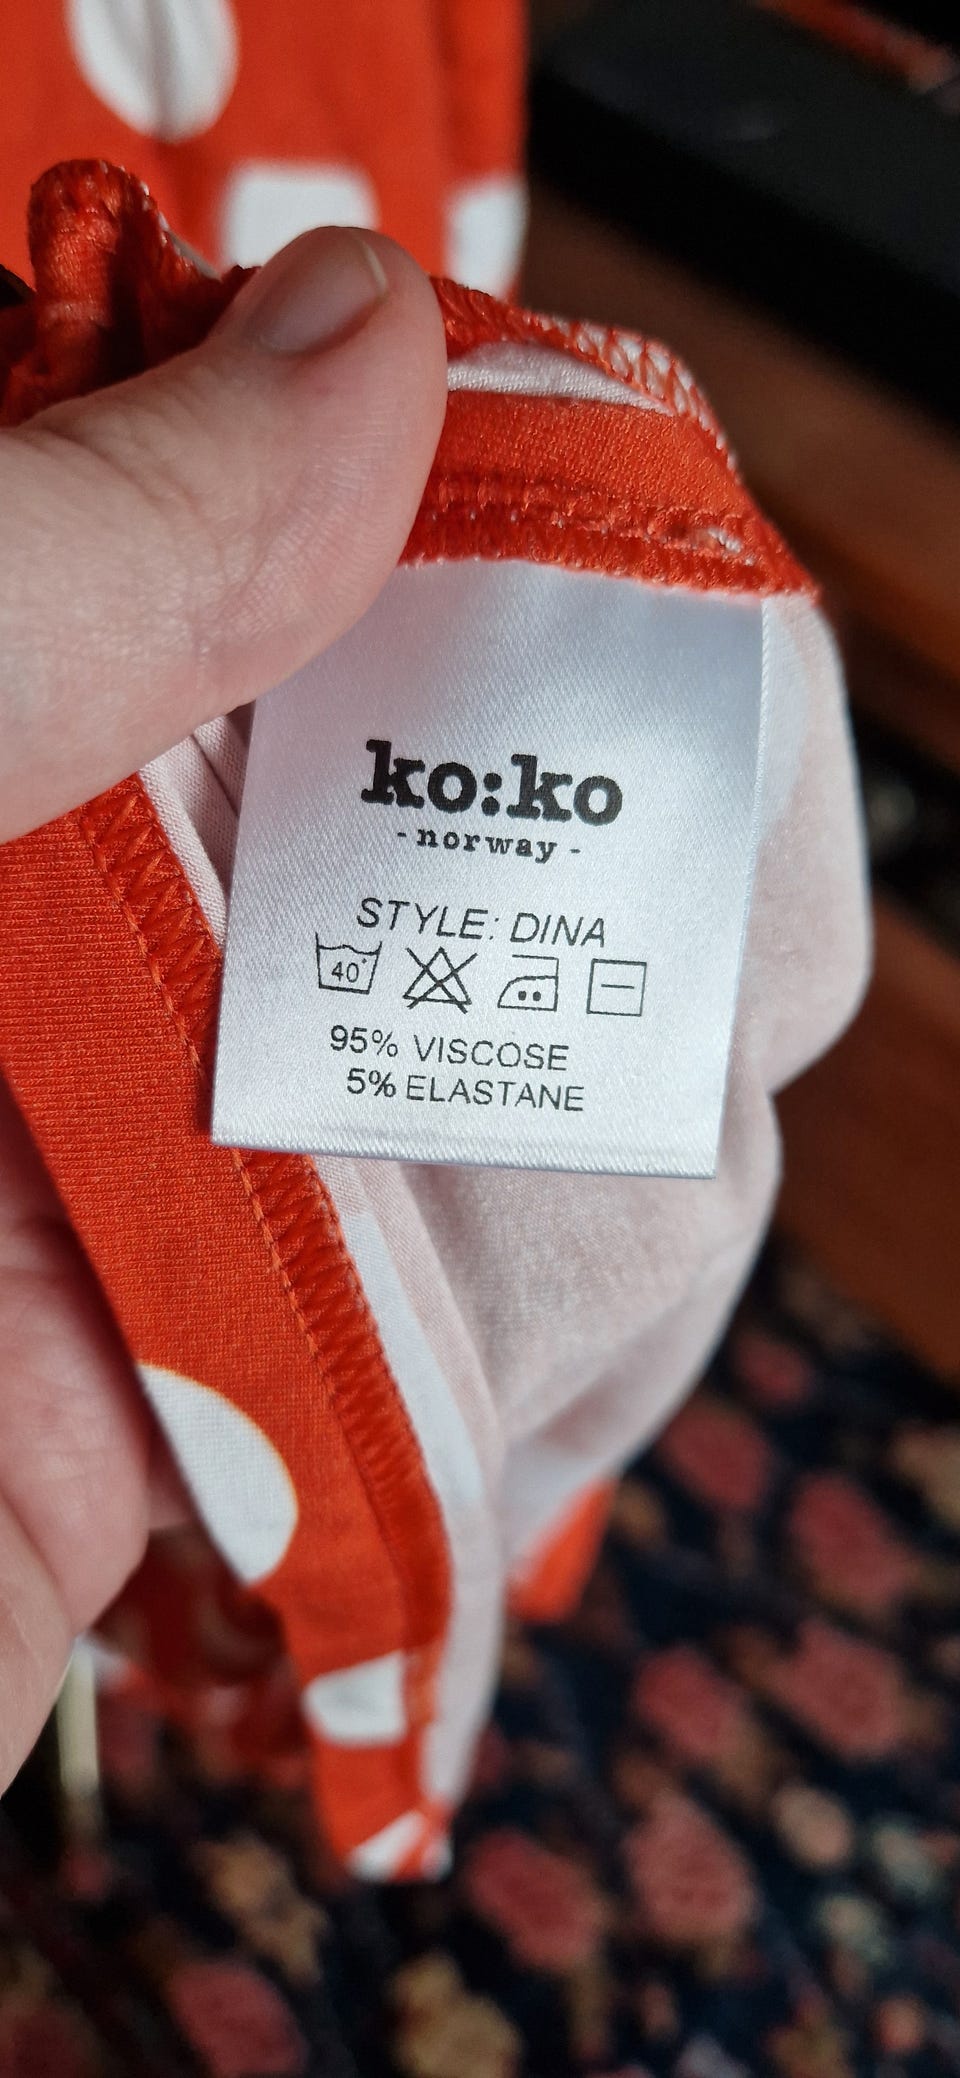 ko:ko
- norway -
STYLE: DINA
40°
95% VISCOSE
5% ELASTANE